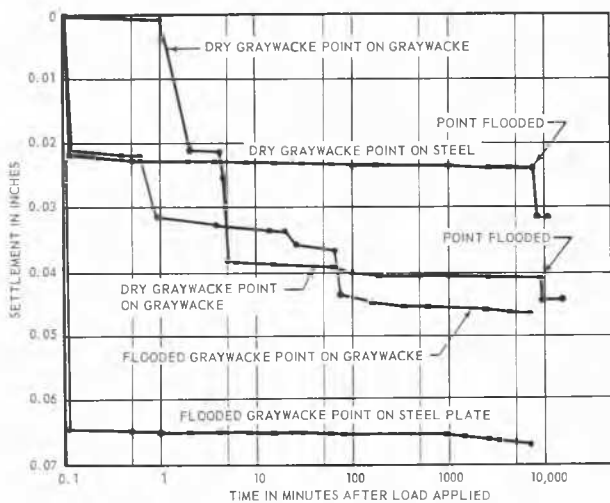 0
DRY GRAYWACKE POINT ON GRAYWACKE
0.01
POINT FLOODED
0.02
DRY GRAYWACKE POINT ON STEEL
0.03
SETTLEMENT IN INCHES
POINT FLOODED
0.04
DRY GRAYWACKE POINT
ON GRAYWACKE
0.05
FLOODED GRAYWACKE POINT ON GRAYWACKE
0.06
FLOODED GRAYWACKE POINT ON STEEL PLATE
0.07
0.1 1 10 100 1000 10,000
TIME IN MINUTES AFTER LOAD APPLIED